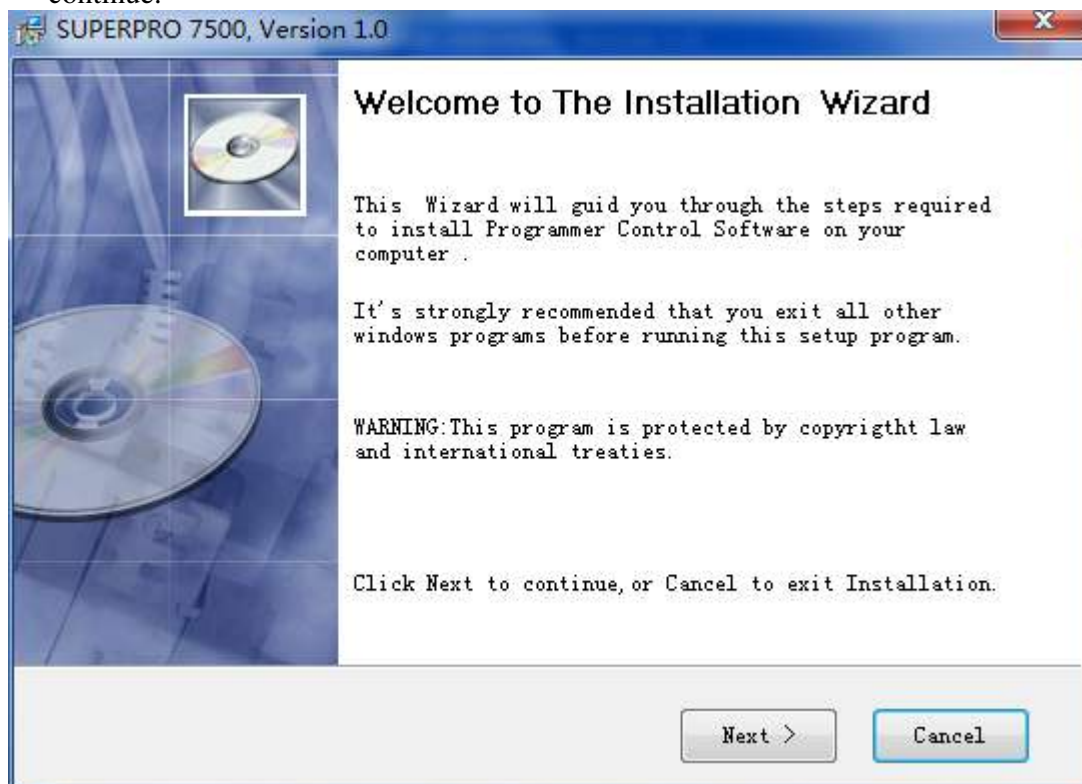 continue.
SUPERPRO 7500, Version 1.0
Welcome to The Installation Wizard
This Wizard will guid you through the steps required
to install Programmer Control Software on your
computer .
It's strongly recommended that you exit all other
windows programs before running this setup program.
WARNING:This program is protected by copyrigtht law
and international treaties.
Click Next to continue, or Cancel to exit Installation.
Next >
Cancel